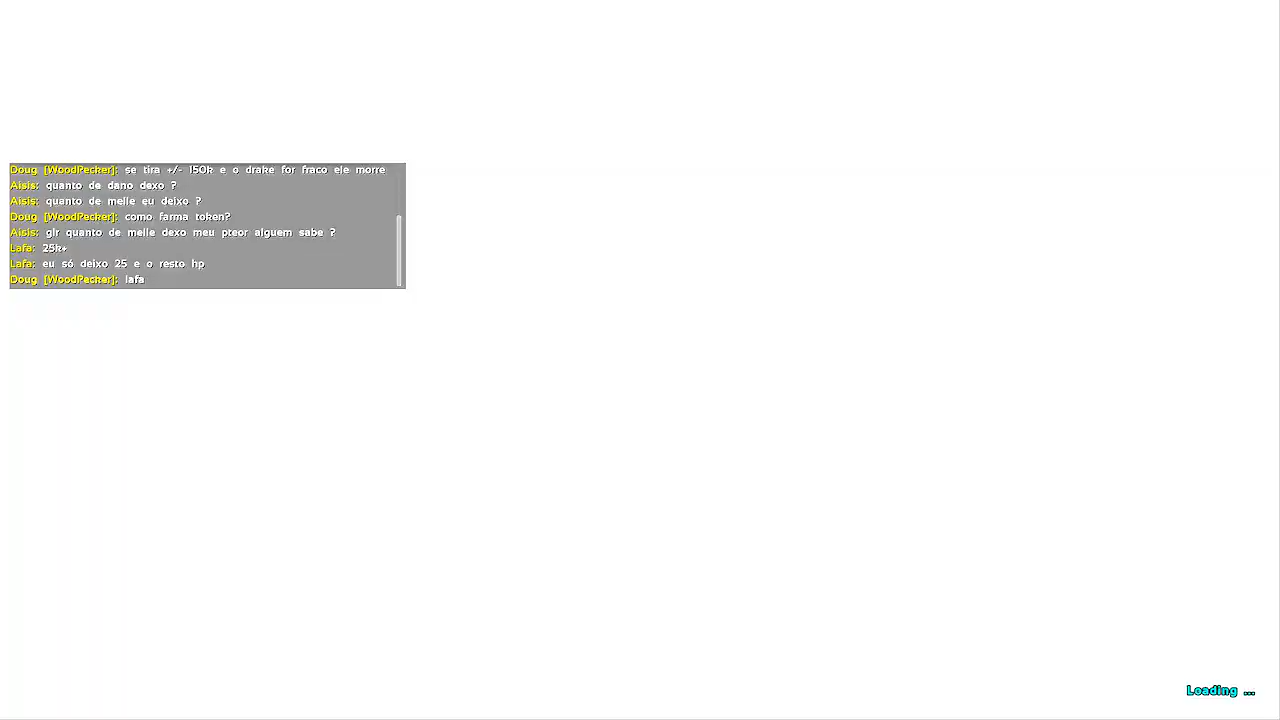 Doug [WoodPecker]: se tira +/- 150k e o drake for fraco ele morre
Aisis: quanto de dano dexo ?
Aisis: quanto de melle eu deixo ?
Doug [WoodPecker]: como farma token?
Aisis: glr quanto de melle dexo meu pteor alguem sabe ?
Lafa: 25k+
Lafa: eu só deixo 25 e o resto hp
Doug [WoodPecker]: lafa
Loading ...